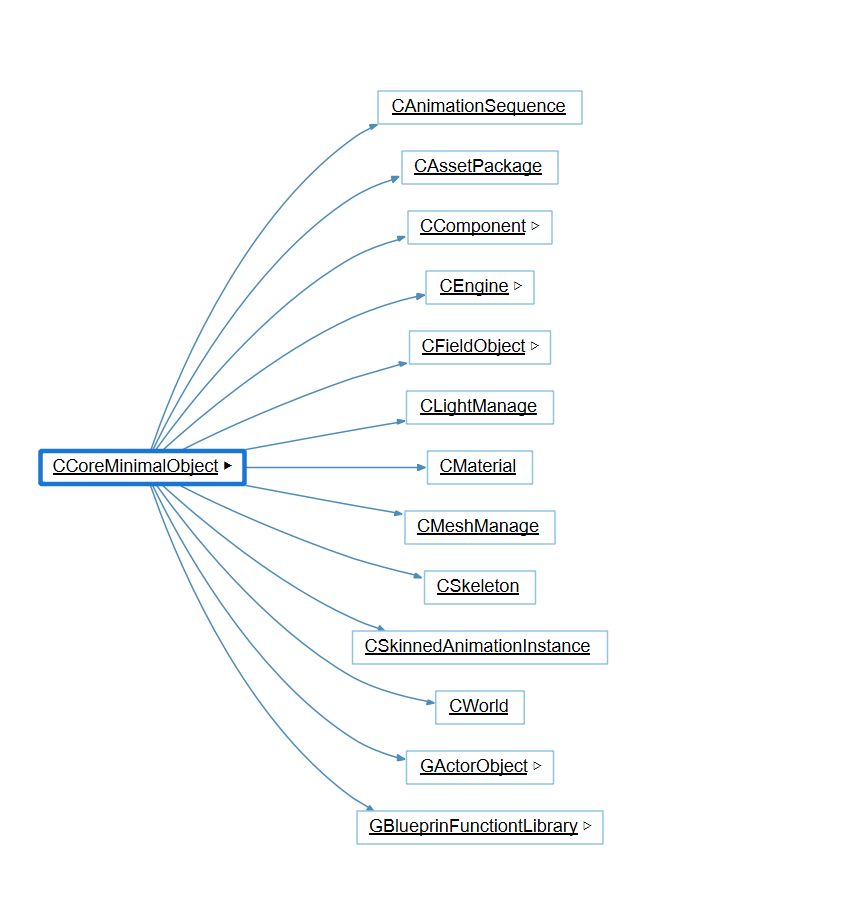 CAnimationSequence
CAssetPackage
CComponent
CEngine
CFieldObject
CLightManage
CCoreMinimalObject
CMaterial
CMeshManage
CSkeleton
CSkinnedAnimationInstance
CWorld
GActorObject
GBlueprinFunctiontLibrary